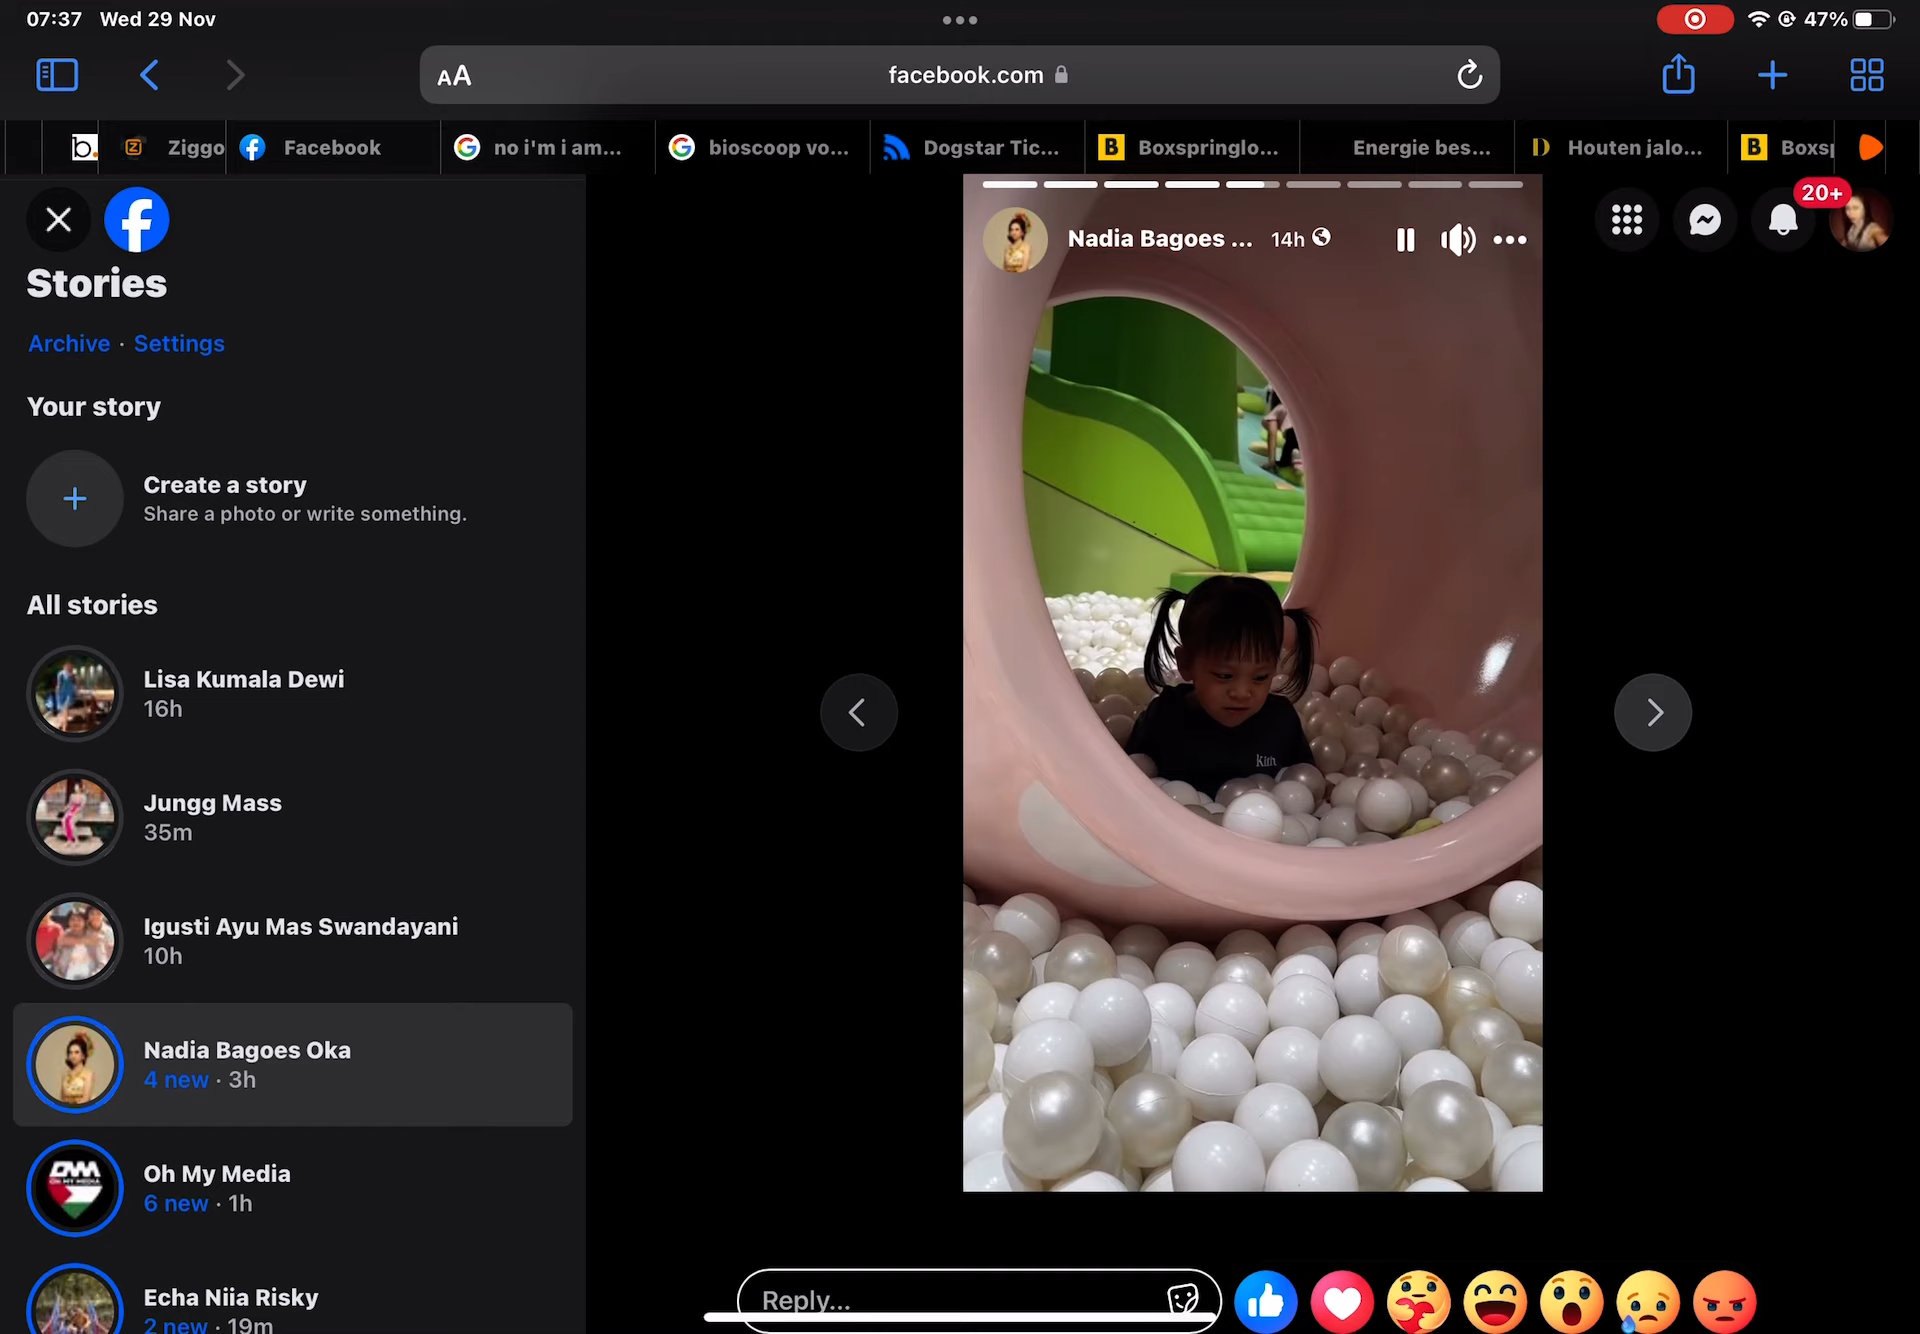 07:37 Wed 29 Nov
47%
AA
facebook.com
b.
Ziggo
Facebook
no i'm i am...
bioscoop vo...
Dogstar Tic...
B
Boxspringlo...
Energie bes...
D
Houten jalo...
B
Boxsp
Stories
Archive · Settings
Your story
Create a story
Share a photo or write something.
All stories
Lisa Kumala Dewi
16h
Jungg Mass
35m
Igusti Ayu Mas Swandayani
10h
Nadia Bagoes Oka
4 new · 3h
Oh My Media
6 new · 1h
Echa Niia Risky
2 new · 19m
Nadia Bagoes ... 14h
20+
Kith
Reply...